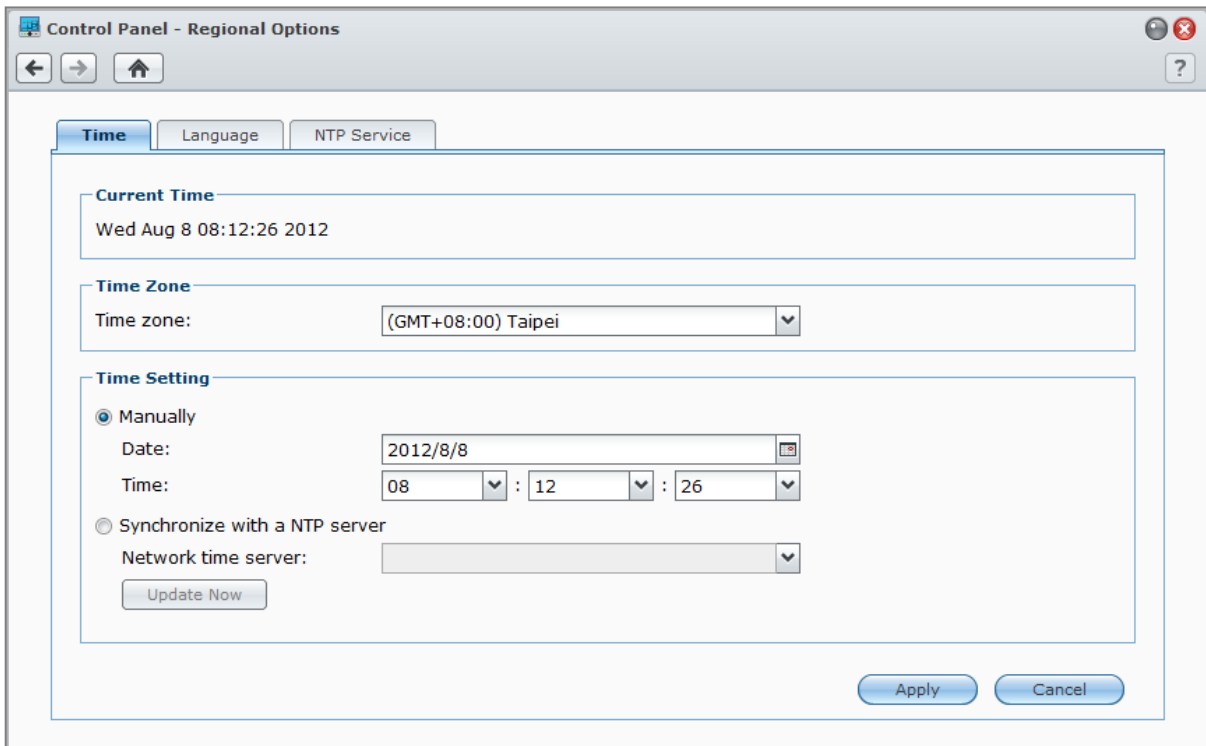 Control Panel - Regional Options
?
Time Language NTP Service
Current Time
Wed Aug 8 08:12:26 2012
Time Zone
Time zone: (GMT+08:00) Taipei
Time Setting
Manually
Date: 2012/8/8
Time: 08 : 12 : 26
Synchronize with a NTP server
Network time server:
Update Now
Apply Cancel